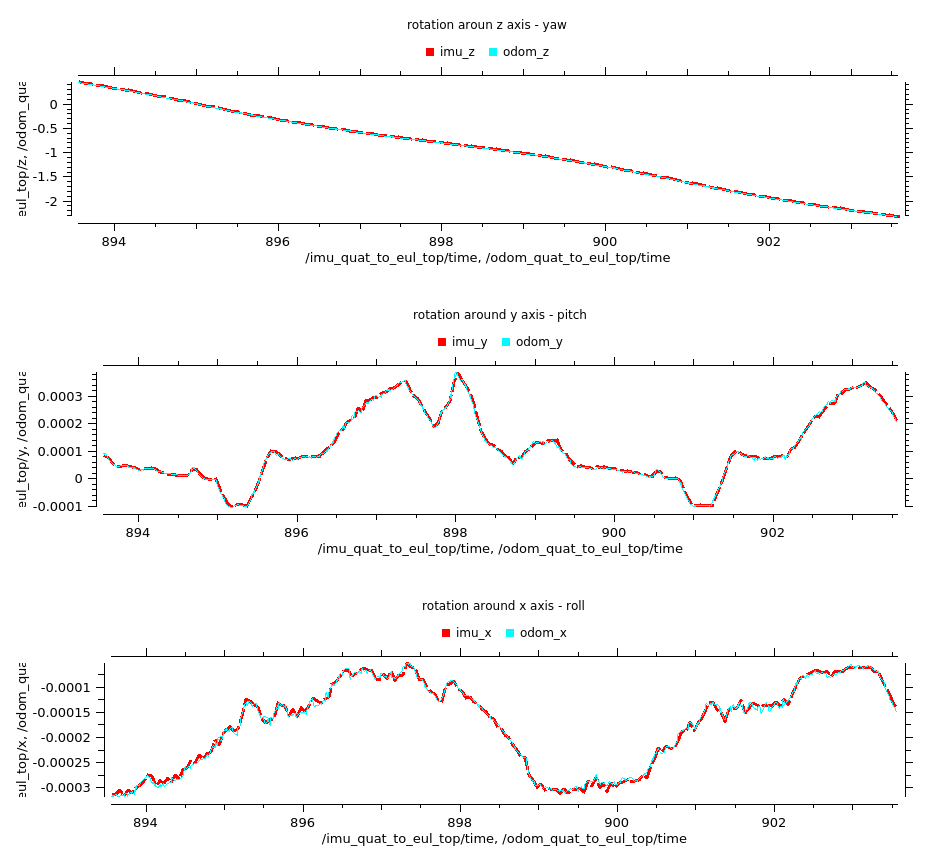 rotation aroun z axis - yaw
imu_z odom_z
eul_top/z, /odom_qua
0
-0.5
-1
-1.5
-2
894 896 898 900 902
/imu_quat_to_eul_top/time, /odom_quat_to_eul_top/time
rotation around y axis - pitch
imu_y odom_y
eul_top/y, /odom_qua
0.0003
0.0002
0.0001
0
-0.0001
894 896 898 900 902
/imu_quat_to_eul_top/time, /odom_quat_to_eul_top/time
rotation around x axis - roll
imu_x odom_x
eul_top/x, /odom_qua
-0.0001
-0.00015
-0.0002
-0.00025
-0.0003
894 896 898 900 902
/imu_quat_to_eul_top/time, /odom_quat_to_eul_top/time